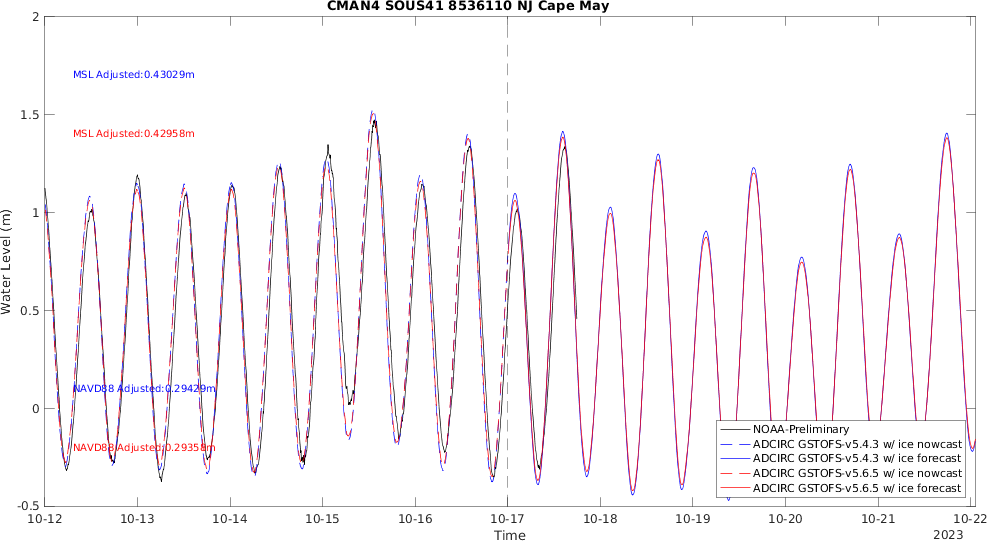 CMAN4 SOUS41 8536110 NJ Cape May
2
1.5
1
0.5
0
-0.5
Water Level (m)
MSL Adjusted:0.43029m
MSL Adjusted:0.42958m
NAVD88 Adjusted:0.29429m
NAVD88 Adjusted:0.29358m
NOAA-Preliminary
ADCIRC GSTOFS-v5.4.3 w/ ice nowcast
ADCIRC GSTOFS-v5.4.3 w/ ice forecast
ADCIRC GSTOFS-v5.6.5 w/ ice nowcast
ADCIRC GSTOFS-v5.6.5 w/ ice forecast
10-12 10-13 10-14 10-15 10-16 10-17 10-18 10-19 10-20 10-21 10-22
Time
2023